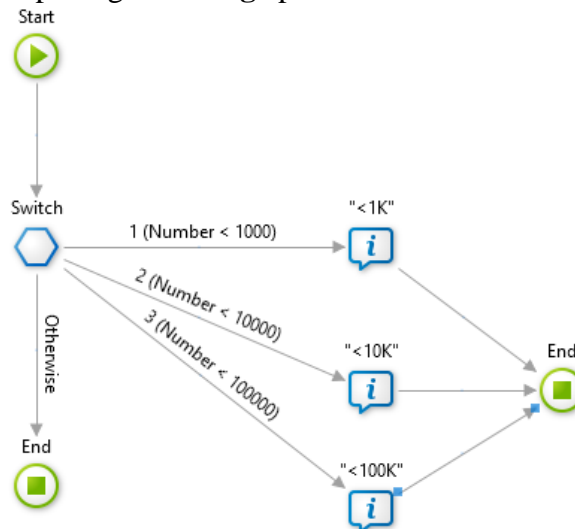 Start
Switch
1 (Number < 1000)
"<1K"
2 (Number < 10000)
3 (Number < 100000)
"<10K"
End
Otherwise
End
"<100K"